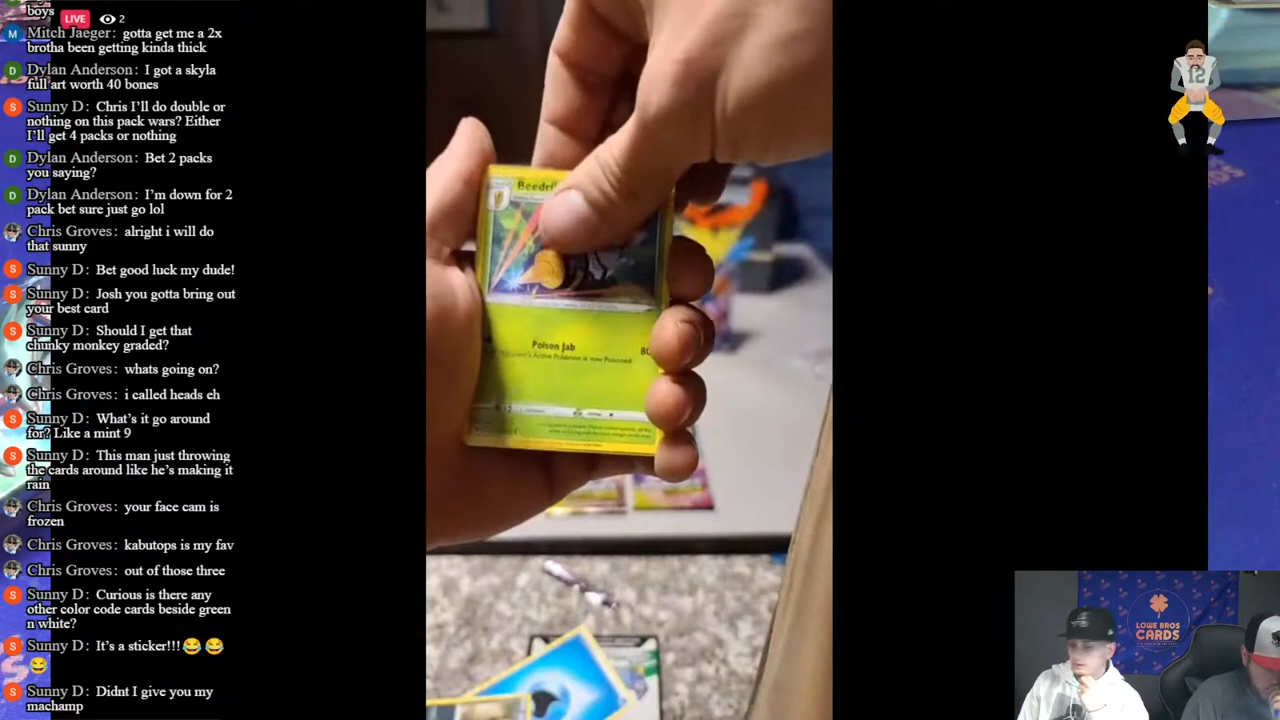 boys
LIVE 2
Mitch Jaeger: gotta get me a 2x
brotha been getting kinda thick
Dylan Anderson: I got a skyla
full art worth 40 bones
Sunny D: Chris I'll do double or
nothing on this pack wars? Either
I'll get 4 packs or nothing
Dylan Anderson: Bet 2 packs
you saying?
Dylan Anderson: I'm down for 2
pack bet sure just go lol
Chris Groves: alright i will do
that sunny
Sunny D: Bet good luck my dude!
Sunny D: Josh you gotta bring out
your best card
Sunny D: Should I get that
chunky monkey graded?
Chris Groves: whats going on?
Chris Groves: i called heads eh
Sunny D: What's it go around
for? Like a mint 9
Sunny D: This man just throwing
the cards around like he's making it
rain
Chris Groves: your face cam is
frozen
Chris Groves: kabutops is my fav
Chris Groves: out of those three
Sunny D: Curious is there any
other color code cards beside green
n white?
Sunny D: It's a sticker!!!😂😂
😂
Sunny D: Didnt I give you my
machamp
Beedri
Poison Jab
80
Active Pokémon is now Poisoned
12
LOWE BROS
CARDS